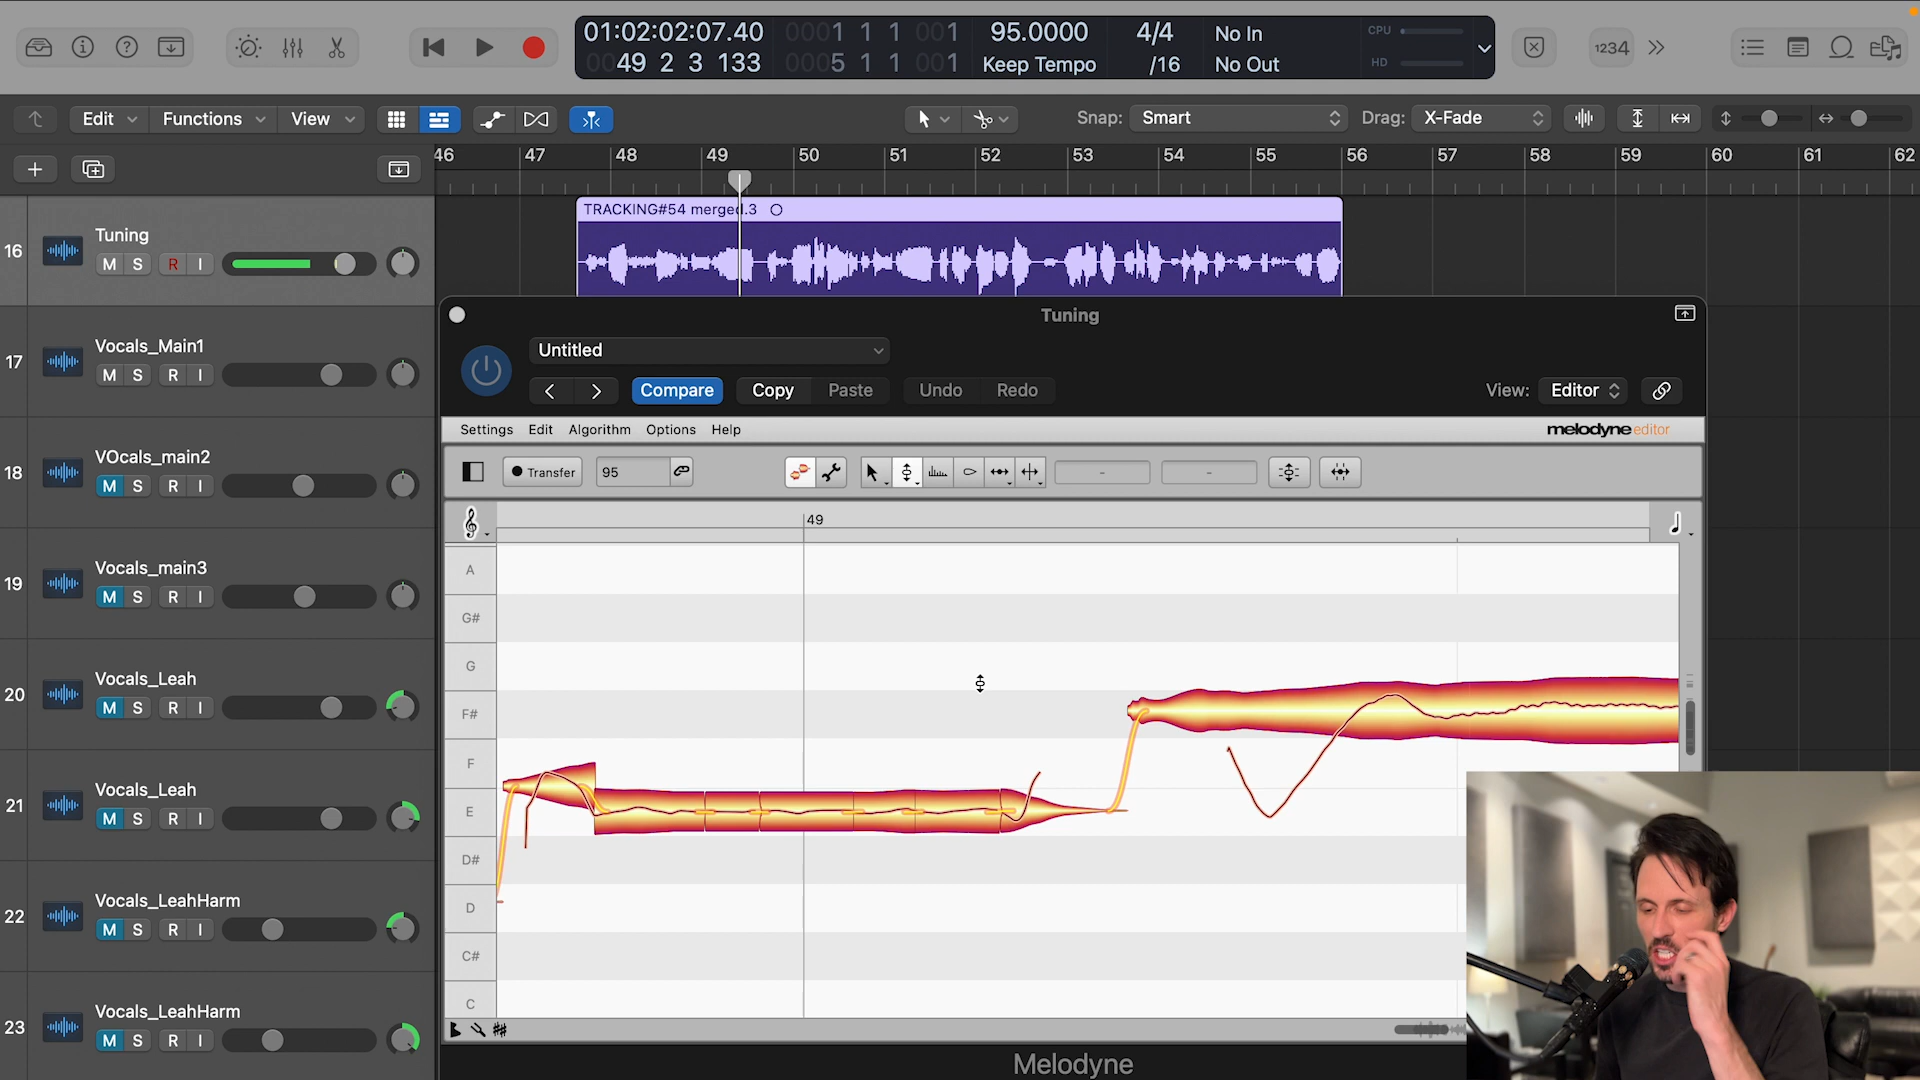 01:02:02:07.40
0001 1 1 001
95.0000
4/4
No In
CPU
0049 2 3 133
0005 1 1 001
Keep Tempo
/16
No Out
HD
1234
Edit
Functions
View
Snap:
Smart
Drag:
X-Fade
46 47 48 49 50 51 52 53 54 55 56 57 58 59 60 61 62
TRACKING#54 merged.3
16
Tuning
M S R I
17
Vocals_Main1
M S R I
18
VOcals_main2
M S R I
19
Vocals_main3
M S R I
20
Vocals_Leah
M S R I
21
Vocals_Leah
M S R I
22
Vocals_LeahHarm
M S R I
23
Vocals_LeahHarm
M S R I
Tuning
Untitled
Compare
Copy
Paste
Undo
Redo
View:
Editor
Settings Edit Algorithm Options Help
melodyne editor
Transfer
95
-
-
49
A
G#
G
F#
F
E
D#
D
C#
C
Melodyne